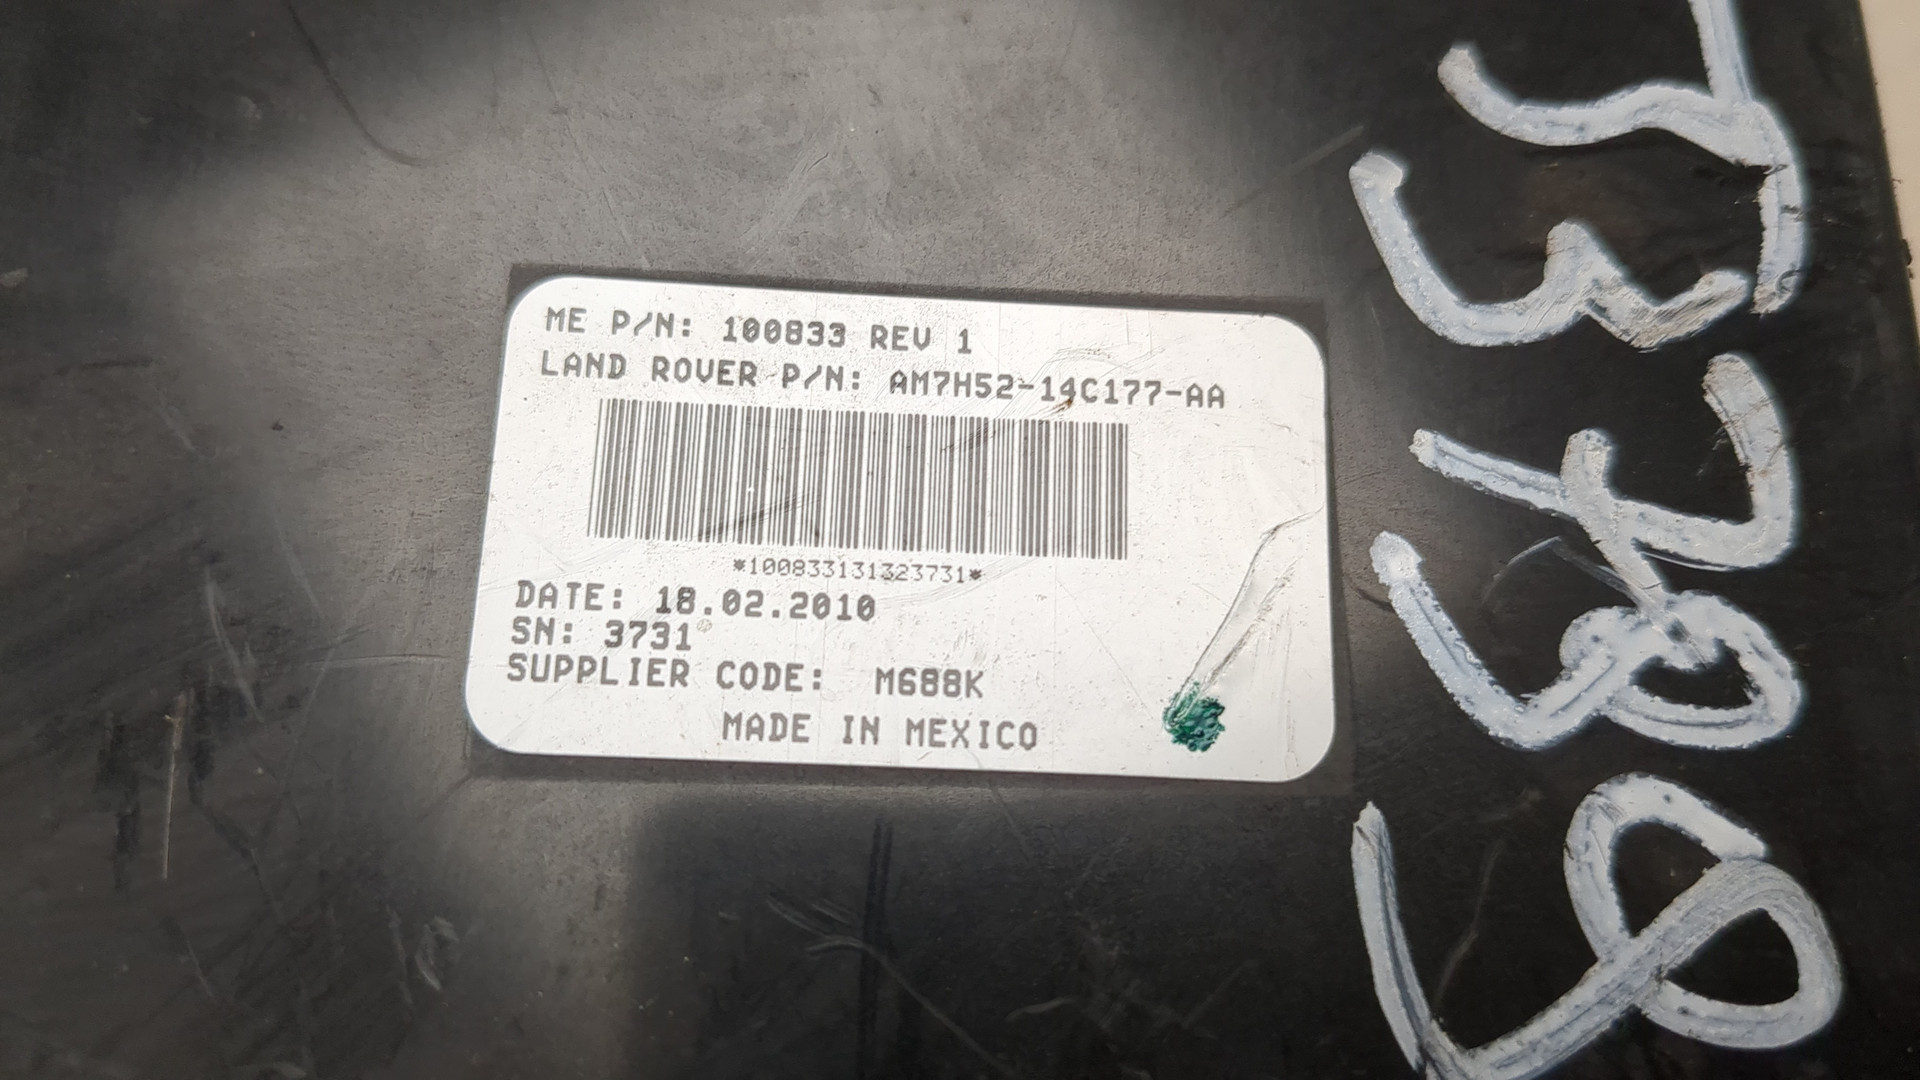 ME P/N: 100833 REV 1
LAND ROVER P/N: AM7H52-14C177-AA
*100833131323731*
DATE: 18.02.2010
SN: 3731
SUPPLIER CODE: M688K
MADE IN MEXICO